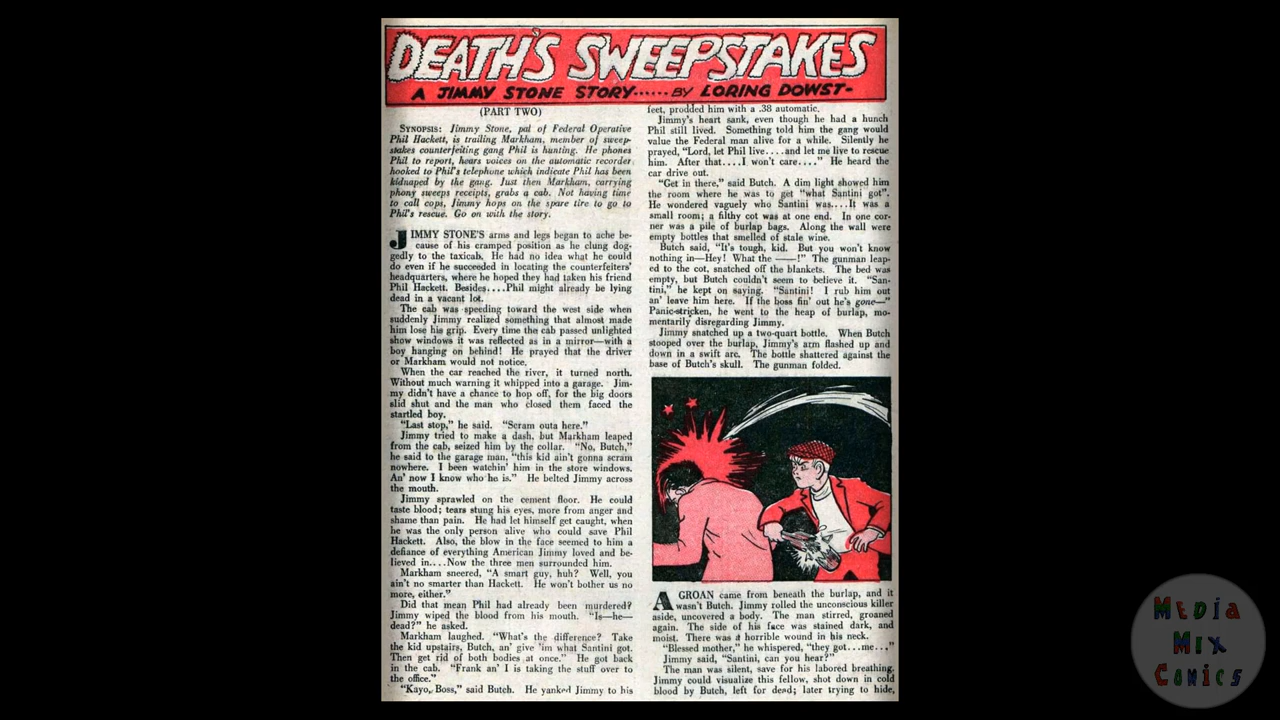 DEATH'S SWEEPSTAKES
A JIMMY STONE STORY......BY LORING DOWST-
(PART TWO)
SYNOPSIS: Jimmy Stone, pal of Federal Operative
Phil Hackett, is trailing Markham, member of sweep-
stakes counterfeiting gang Phil is hunting. He phones
Phil to report, hears voices on the automatic recorder
hooked to Phil's telephone which indicate Phil has been
kidnaped by the gang. Just then Markham, carrying
phony sweeps receipts, grabs a cab. Not having time
to call cops, Jimmy hops on the spare tire to go to
Phil's rescue. Go on with the story.
JIMMY STONE'S arms and legs began to ache be-
cause of his cramped position as he clung dog-
gedly to the taxicab. He had no idea what he could
do even if he succeeded in locating the counterfeiters'
headquarters, where he hoped they had taken his friend
Phil Hackett. Besides....Phil might already be lying
dead in a vacant lot.
The cab was speeding toward the west side when
suddenly Jimmy realized something that almost made
him lose his grip. Every time the cab passed unlighted
show windows it was reflected as in a mirror—with a
boy hanging on behind! He prayed that the driver
or Markham would not notice.
When the car reached the river, it turned north.
Without much warning it whipped into a garage. Jim-
my didn't have a chance to hop off, for the big doors
slid shut and the man who closed them faced the
startled boy.
"Last stop," he said. "Scram outa here."
Jimmy tried to make a dash, but Markham leaped
from the cab, seized him by the collar. "No, Butch,"
he said to the garage man, "this kid ain't gonna scram
nowhere. I been watchin' him in the store windows.
An' now I know who he is." He belted Jimmy across
the mouth.
Jimmy sprawled on the cement floor. He could
taste blood; tears stung his eyes, more from anger and
shame than pain. He had let himself get caught, when
he was the only person alive who could save Phil
Hackett. Also, the blow in the face seemed to him a
defiance of everything American Jimmy loved and be-
lieved in....Now the three men surrounded him.
Markham sneered, "A smart guy, huh? Well, you
ain't no smarter than Hackett. He won't bother us no
more, either."
Did that mean Phil had already been murdered?
Jimmy wiped the blood from his mouth. "Is—he—
dead?" he asked.
Markham laughed. "What's the difference? Take
the kid upstairs, Butch, an' give 'im what Santini got.
Then get rid of both bodies at once." He got back
in the cab. "Frank an' I is taking the stuff over to
the office."
"Kayo, Boss," said Butch. He yanked Jimmy to his
feet, prodded him with a .38 automatic.
Jimmy's heart sank, even though he had a hunch
Phil still lived. Something told him the gang would
value the Federal man alive for a while. Silently he
prayed, "Lord, let Phil live....and let me live to rescue
him. After that....I won't care...." He heard the
car drive out.
"Get in there," said Butch. A dim light showed him
the room where he was to get "what Santini got".
He wondered vaguely who Santini was....It was a
small room; a filthy cot was at one end. In one cor-
ner was a pile of burlap bags. Along the wall were
empty bottles that smelled of stale wine.
Butch said, "It's tough, kid. But you won't know
nothing in—Hey! What the ——!" The gunman leap-
ed to the cot, snatched off the blankets. The bed was
empty, but Butch couldn't seem to believe it. "San-
tini," he kept on saying. "Santini! I rub him out
an' leave him here. If the boss fin' out he's gone—"
Panic-stricken, he went to the heap of burlap, mo-
mentarily disregarding Jimmy.
Jimmy snatched up a two-quart bottle. When Butch
stooped over the burlap, Jimmy's arm flashed up and
down in a swift arc. The bottle shattered against the
base of Butch's skull. The gunman folded.
A GROAN came from beneath the burlap, and it
wasn't Butch. Jimmy rolled the unconscious killer
aside, uncovered a body. The man stirred, groaned
again. The side of his face was stained dark, and
moist. There was a horrible wound in his neck.
"Blessed mother," he whispered, "they got...me..."
Jimmy said, "Santini, can you hear?"
The man was silent, save for his labored breathing.
Jimmy could visualize this fellow, shot down in cold
blood by Butch, left for dead; later trying to hide,
MEDIA
MIX
COMICS